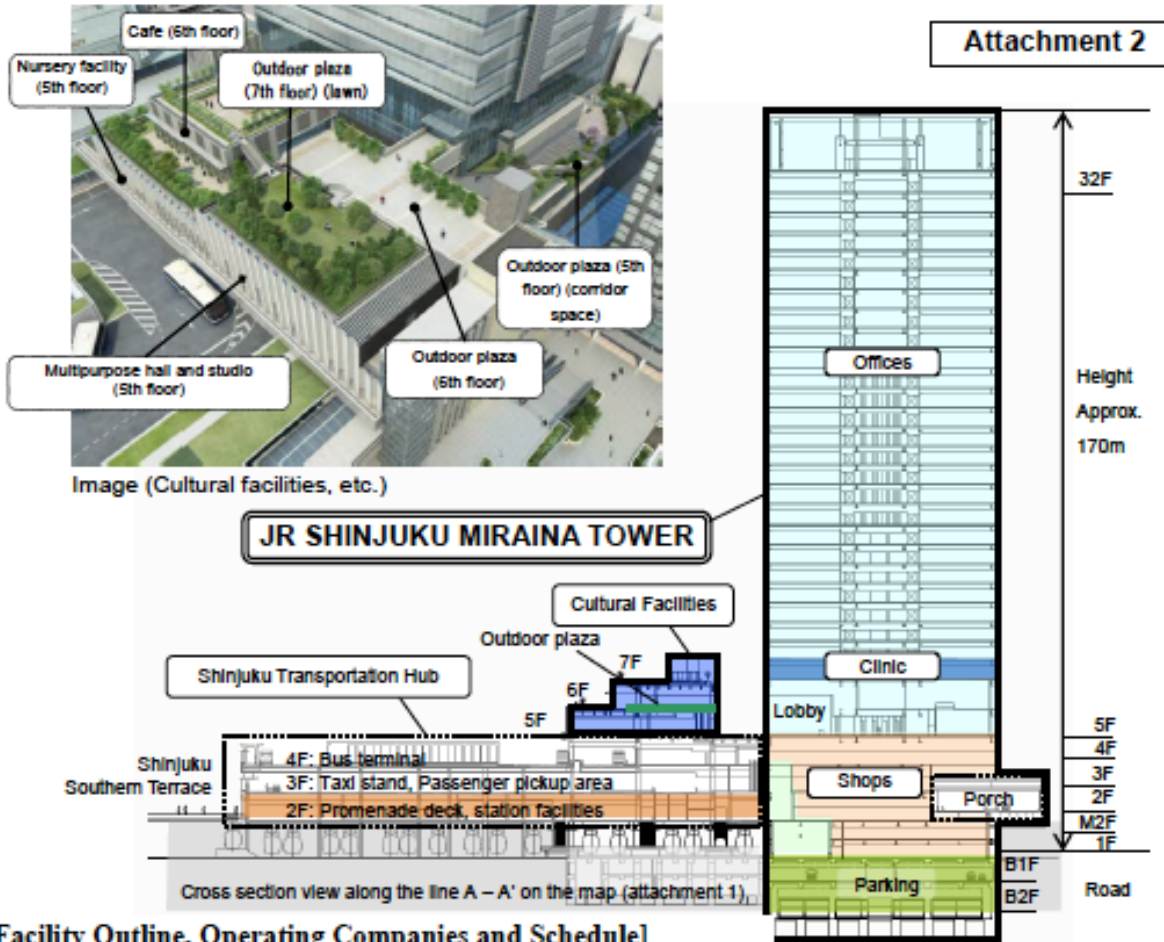 Attachment 2
Cafe (6th floor)
Nursery facility
(5th floor)
Outdoor plaza
(7th floor) (lawn)
Outdoor plaza (5th
floor) (corridor
space)
Multipurpose hall and studio
(5th floor)
Outdoor plaza
(6th floor)
Image (Cultural facilities, etc.)
JR SHINJUKU MIRAINA TOWER
32F
Offices
Height
Approx.
170m
Cultural Facilities
Outdoor plaza
Shinjuku Transportation Hub
7F
6F
5F
Clinic
Lobby
5F
4F
3F
2F
M2F
1F
B1F
B2F
Shinjuku
Southern Terrace
4F: Bus terminal
3F: Taxi stand, Passenger pickup area
2F: Promenade deck, station facilities
Shops
Porch
Parking
Road
Cross section view along the line A – A' on the map (attachment 1)
Facility Outline, Operating Companies and Schedule]